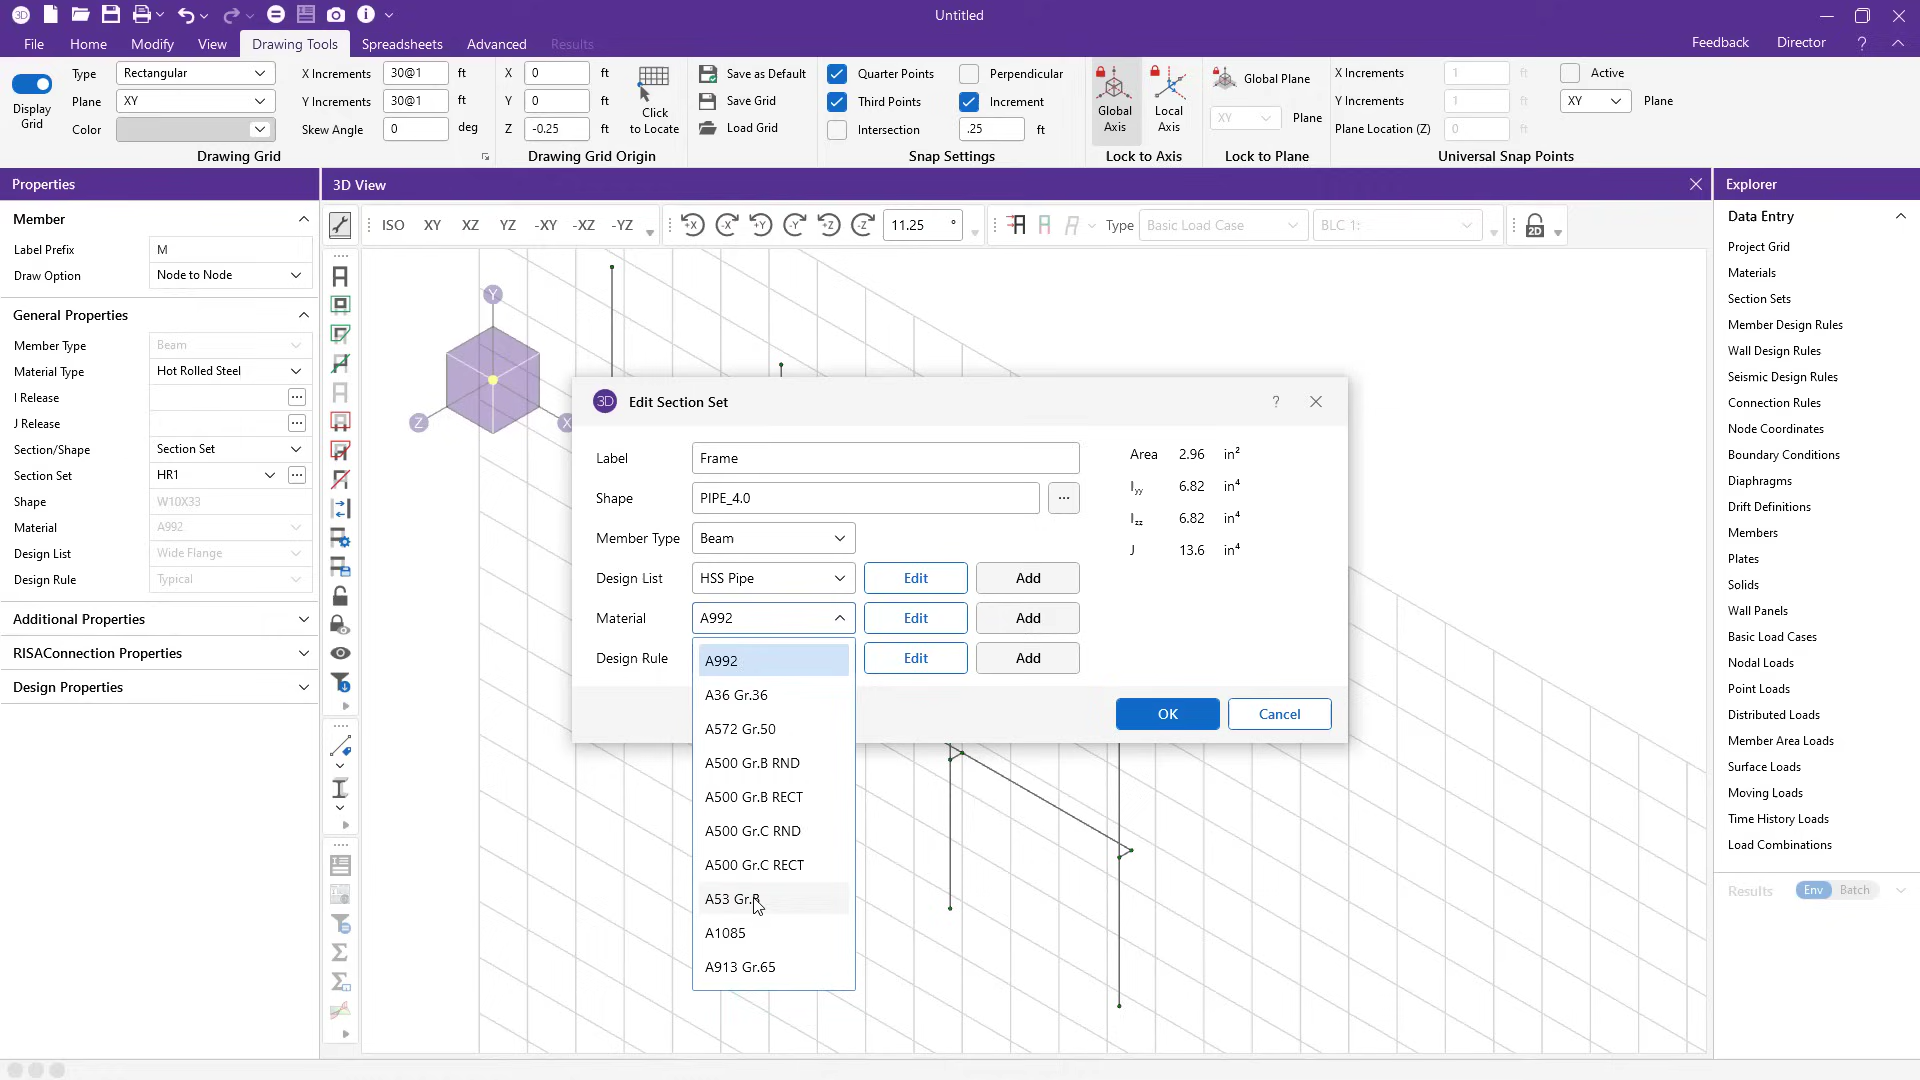 3D
Untitled
File Home Modify View Drawing Tools Spreadsheets Advanced Results
Feedback Director ?
Display
Grid
Type Rectangular X Increments 30@1 ft
Plane XY Y Increments 30@1 ft
Color Skew Angle 0 deg
Drawing Grid
X 0 ft
Y 0 ft
Z -0.25 ft
Click
to Locate
Drawing Grid Origin
Save as Default
Save Grid
Load Grid
Quarter Points Perpendicular
Third Points Increment
Intersection .25 ft
Snap Settings
Global
Axis
Local
Axis
Lock to Axis
Global Plane
XY Plane
Lock to Plane
X Increments 1 ft Active
Y Increments 1 ft XY Plane
Plane Location (Z) 0 ft
Universal Snap Points
Properties
Member
Label Prefix M
Draw Option Node to Node
General Properties
Member Type Beam
Material Type Hot Rolled Steel
I Release ...
J Release ...
Section/Shape Section Set
Section Set HR1 ...
Shape W10X33
Material A992
Design List Wide Flange
Design Rule Typical
Additional Properties
RISAConnection Properties
Design Properties
3D View
ISO XY XZ YZ -XY -XZ -YZ +X -X +Y -Y +Z -Z 11.25 ° Type Basic Load Case BLC 1: 2D
Y
Z
X
3D Edit Section Set ?
Label Frame
Shape PIPE_4.0 ...
Member Type Beam
Design List HSS Pipe Edit Add
Material A992 Edit Add
Design Rule Edit Add
A992
A36 Gr.36
A572 Gr.50
A500 Gr.B RND
A500 Gr.B RECT
A500 Gr.C RND
A500 Gr.C RECT
A53 Gr.B
A1085
A913 Gr.65
Area 2.96 in²
Iyy 6.82 in⁴
Izz 6.82 in⁴
J 13.6 in⁴
OK Cancel
Explorer
Data Entry
Project Grid
Materials
Section Sets
Member Design Rules
Wall Design Rules
Seismic Design Rules
Connection Rules
Node Coordinates
Boundary Conditions
Diaphragms
Drift Definitions
Members
Plates
Solids
Wall Panels
Basic Load Cases
Nodal Loads
Point Loads
Distributed Loads
Member Area Loads
Surface Loads
Moving Loads
Time History Loads
Load Combinations
Results Env Batch